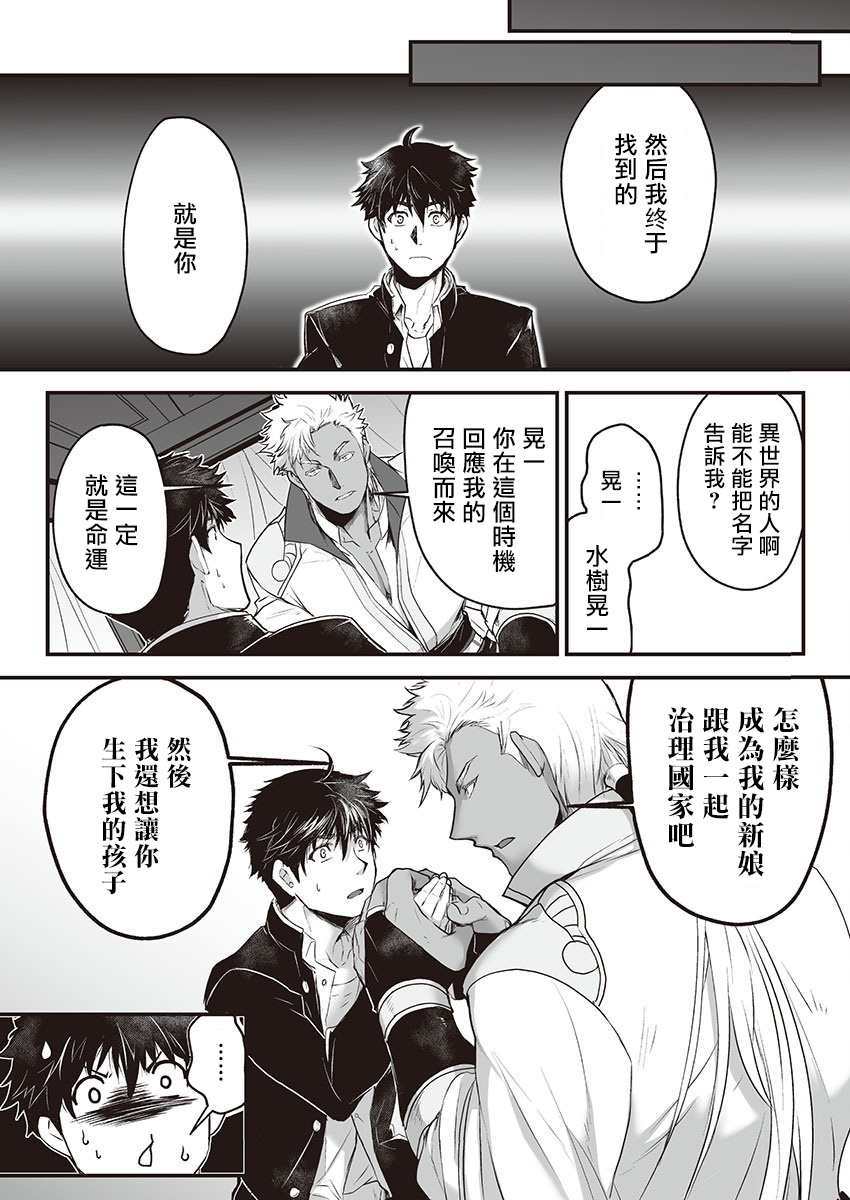 然后我终于
找到的
就是你
異世界的人啊
能不能把名字
告訴我？
……
晃一
水樹晃一
晃一
你在這個時機
回應我的
召喚而來
這一定
就是命運
怎麼樣
成為我的新娘
跟我一起
治理國家吧
然後
我還想讓你
生下我的孩子
……